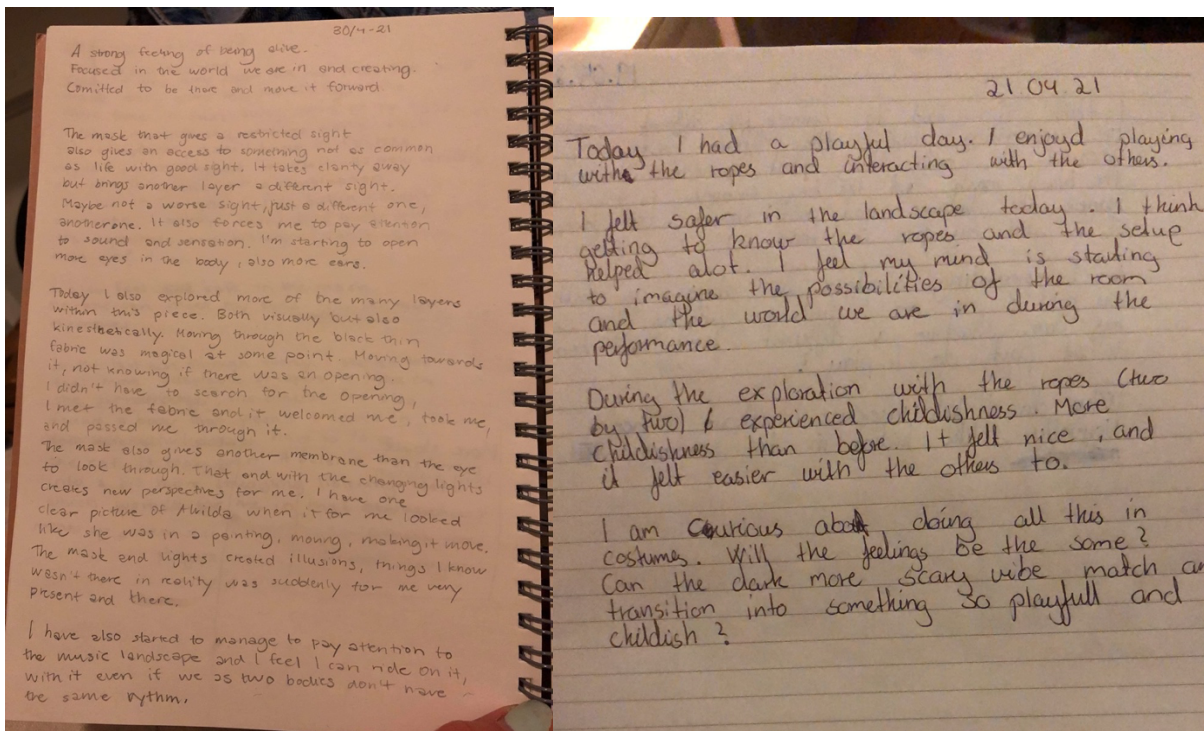 30/4-21
A strong feeling of being alive.
Focused in the world we are in and creating.
Comitted to be there and move it forward
The mask that gives a restricted sight
also gives an access to something not as common
as life with good sight. It takes clarity away
but brings another layer a different sight.
Maybe not a worse sight, just a different one,
another one. It also forces me to pay attention
to sound and sensation. I'm starting to open
more eyes in the body, also more ears.
Today I also explored more of the many layers
within this piece. Both visually but also
kinesthetically. Moving through the black thin
fabric was magical at some point. Moving towards
it, not knowing if there was an opening.
I didn't have to search for the opening,
I met the fabric and it welcomed me, took me,
and passed me through it.
The mask also gives another membrane than the eye
to look through. That and with the changing lights
creates new perspectives for me. I have one
clear picture of Alvilda when it for me looked
like she was in a painting, moving, making it move.
The mask and lights created illusions, things I know
wasn't there in reality was suddenly for me very
present and there.
I have also started to manage to pay attention to
the music landscape and I feel I can ride on it,
with it even if we as two bodies don't have
the same rythm.
21 04 21
Today I had a playful day. I enjoyd playing
with the ropes and interacting with the others.
I felt safer in the landscape today. I think
getting to know the ropes and the setup
helped alot. I feel my mind is starting
to imagine the possibilities of the room
and the world we are in during the
performance.
During the exploration with the ropes (two
by two) I experienced childishness. More
childishness than before. It felt nice, and
it felt easier with the others to.
I am curious about doing all this in
costumes. Will the feelings be the same?
Can the dark more scary vibe match
transition into something so playfull and
childish?